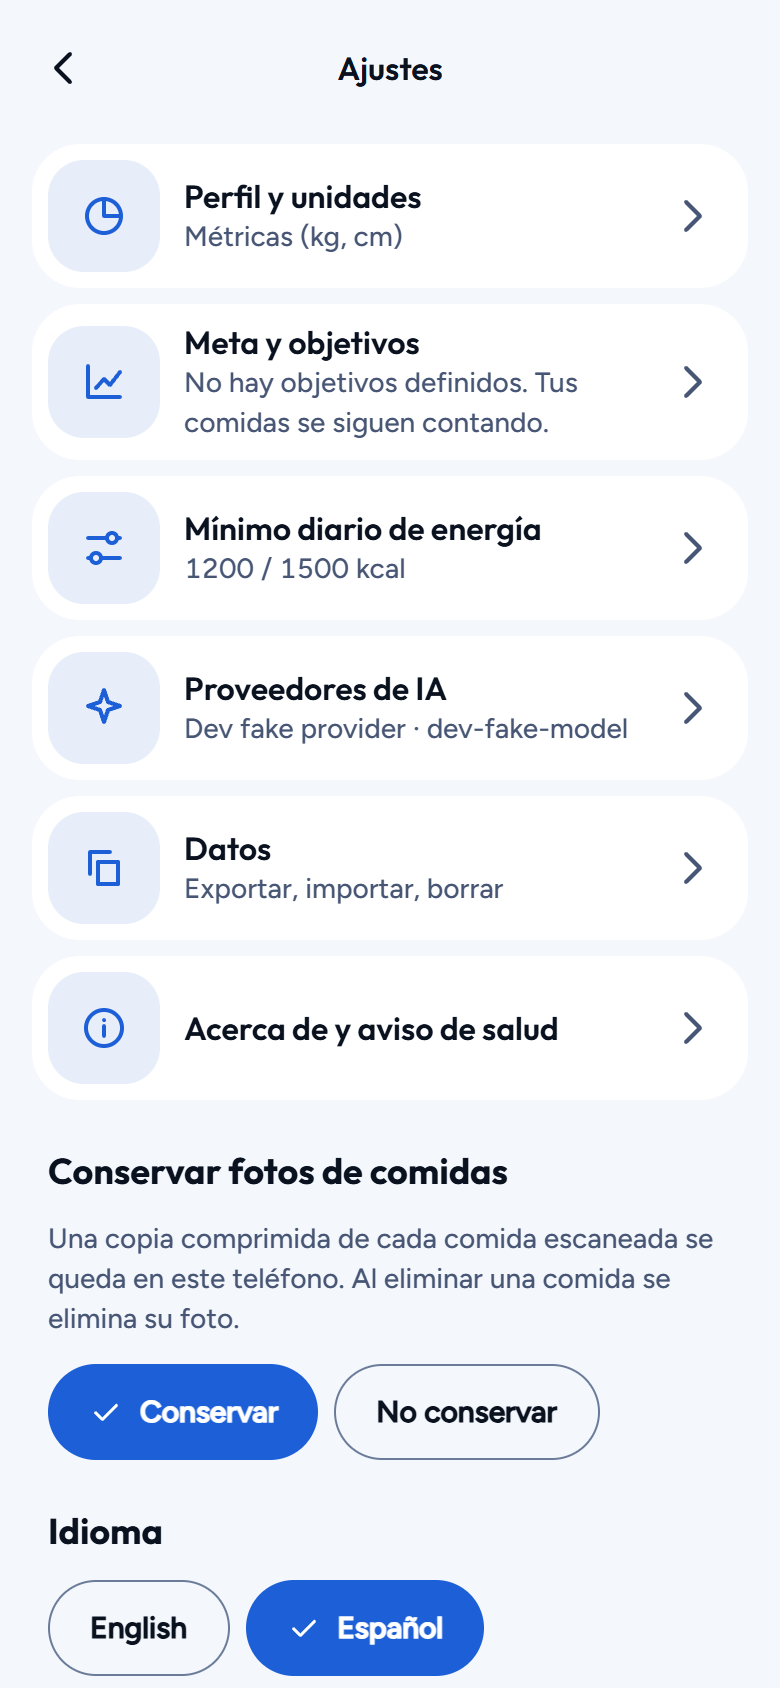 Ajustes
Perfil y unidades
Métricas (kg, cm)
Meta y objetivos
No hay objetivos definidos. Tus
comidas se siguen contando.
Mínimo diario de energía
1200 / 1500 kcal
Proveedores de IA
Dev fake provider · dev-fake-model
Datos
Exportar, importar, borrar
Acerca de y aviso de salud
Conservar fotos de comidas
Una copia comprimida de cada comida escaneada se
queda en este teléfono. Al eliminar una comida se
elimina su foto.
Conservar
No conservar
Idioma
English
Español